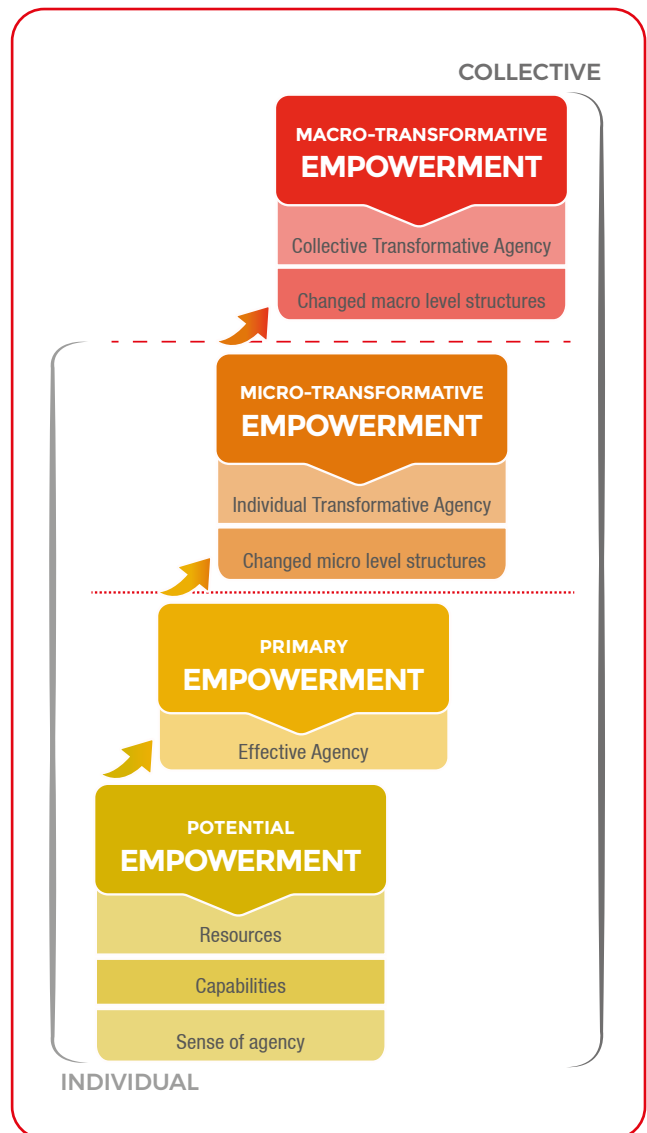 COLLECTIVE
MACRO-TRANSFORMATIVE
EMPOWERMENT
Collective Transformative Agency
Changed macro level structures
MICRO-TRANSFORMATIVE
EMPOWERMENT
Individual Transformative Agency
Changed micro level structures
PRIMARY
EMPOWERMENT
Effective Agency
POTENTIAL
EMPOWERMENT
Resources
Capabilities
Sense of agency
INDIVIDUAL